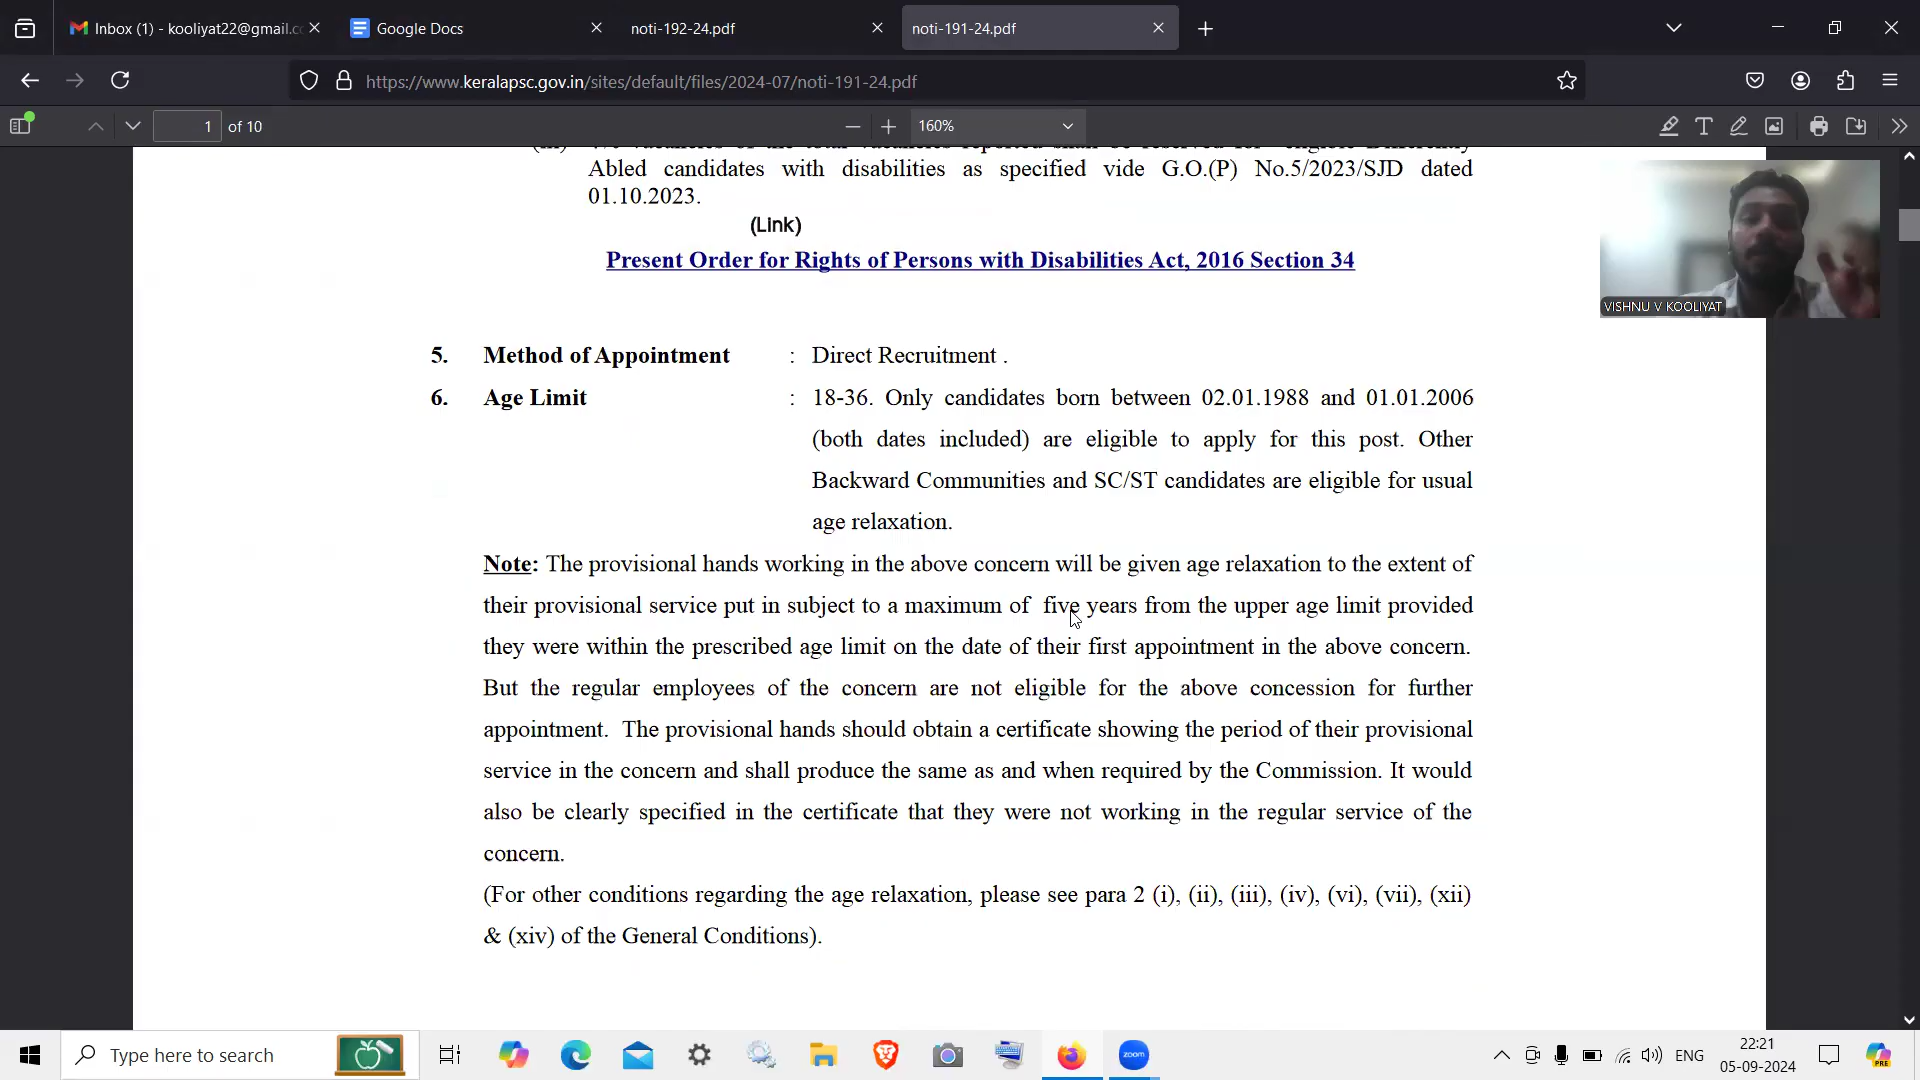 Inbox (1) - kooliyat22@gmail.c
Google Docs
noti-192-24.pdf
noti-191-24.pdf
https://www.keralapsc.gov.in/sites/default/files/2024-07/noti-191-24.pdf
1 of 10
160%
Abled candidates with disabilities as specified vide G.O.(P) No.5/2023/SJD dated
01.10.2023.
(Link)
Present Order for Rights of Persons with Disabilities Act, 2016 Section 34
VISHNU V KOOLIYAT
5. Method of Appointment : Direct Recruitment .
6. Age Limit : 18-36. Only candidates born between 02.01.1988 and 01.01.2006
(both dates included) are eligible to apply for this post. Other
Backward Communities and SC/ST candidates are eligible for usual
age relaxation.
Note: The provisional hands working in the above concern will be given age relaxation to the extent of
their provisional service put in subject to a maximum of five years from the upper age limit provided
they were within the prescribed age limit on the date of their first appointment in the above concern.
But the regular employees of the concern are not eligible for the above concession for further
appointment. The provisional hands should obtain a certificate showing the period of their provisional
service in the concern and shall produce the same as and when required by the Commission. It would
also be clearly specified in the certificate that they were not working in the regular service of the
concern.
(For other conditions regarding the age relaxation, please see para 2 (i), (ii), (iii), (iv), (vi), (vii), (xii)
& (xiv) of the General Conditions).
Type here to search
zoom
ENG
22:21
05-09-2024
PRE